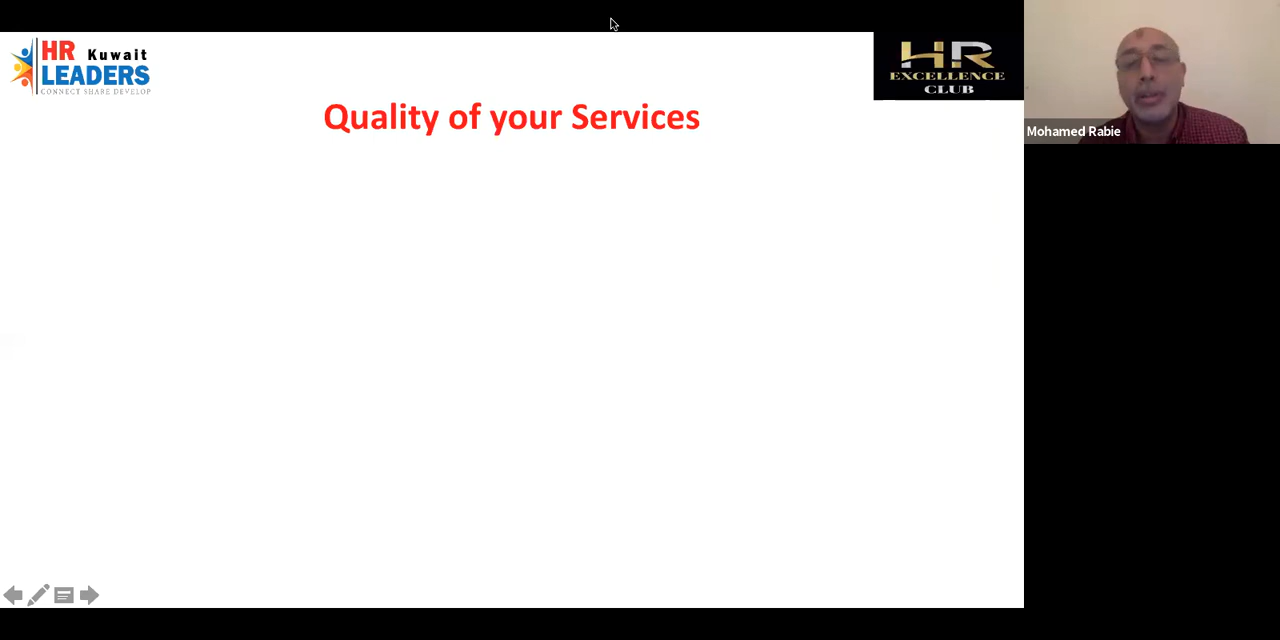 HR Kuwait
LEADERS
CONNECT SHARE DEVELOP
HR
EXCELLENCE
CLUB
Quality of your Services
Mohamed Rabie